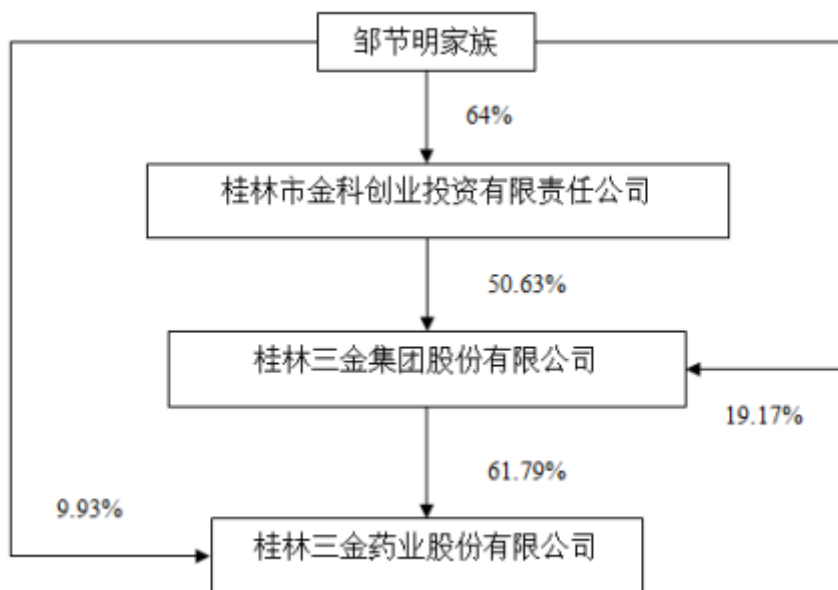 邹节明家族
64%
桂林市金科创业投资有限责任公司
50.63%
桂林三金集团股份有限公司
19.17%
61.79%
9.93%
桂林三金药业股份有限公司